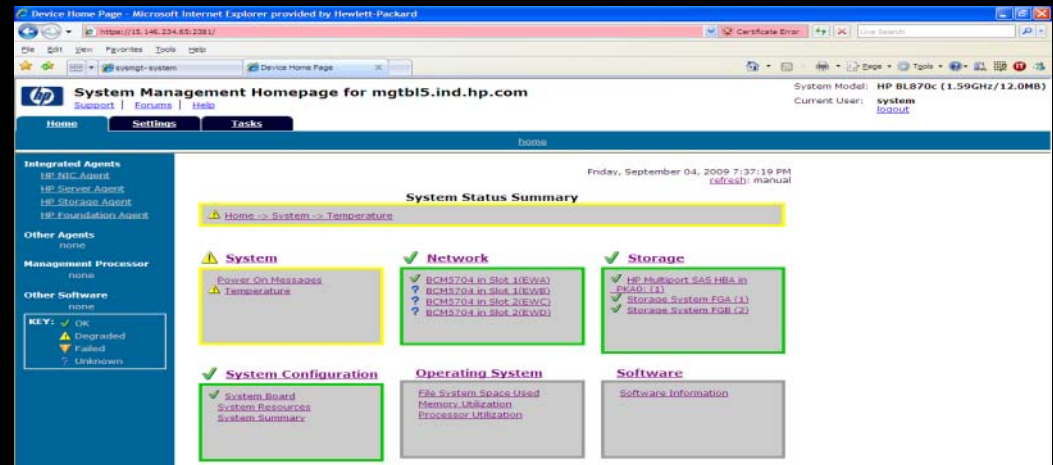 Device Home Page - Microsoft Internet Explorer provided by Hewlett-Packard
https://15.146.234.65:2381/
Certificate Error
Live Search
File Edit View Favorites Tools Help
sysmgt-system
Device Home Page
Page
Tools
hp
System Management Homepage for mgtbl5.ind.hp.com
Support | Forums | Help
System Model: HP BL870c (1.59GHz/12.0MB)
Current User: system
logout
Home
Settings
Tasks
home
Integrated Agents
HP NIC Agent
HP Server Agent
HP Storage Agent
HP Foundation Agent
Other Agents
none
Management Processor
none
Other Software
none
KEY: OK
Degraded
Failed
Unknown
Friday, September 04, 2009 7:37:19 PM
refresh: manual
System Status Summary
Home -> System -> Temperature
System
Power On Messages
Temperature
Network
BCM5704 in Slot 1(EWA)
BCM5704 in Slot 1(EWB)
BCM5704 in Slot 2(EWC)
BCM5704 in Slot 2(EWD)
Storage
HP Multiport SAS HBA in
PKA0: (1)
Storage System FGA (1)
Storage System FGB (2)
System Configuration
System Board
System Resources
System Summary
Operating System
File System Space Used
Memory Utilization
Processor Utilization
Software
Software Information